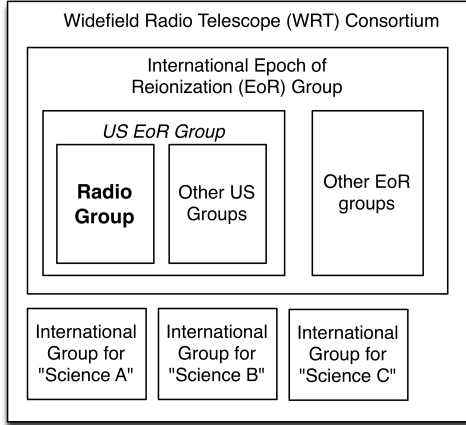 Widefield Radio Telescope (WRT) Consortium
International Epoch of
Reionization (EoR) Group
US EoR Group
Radio
Group
Other US
Groups
Other EoR
groups
International
Group for
"Science A"
International
Group for
"Science B"
International
Group for
"Science C"